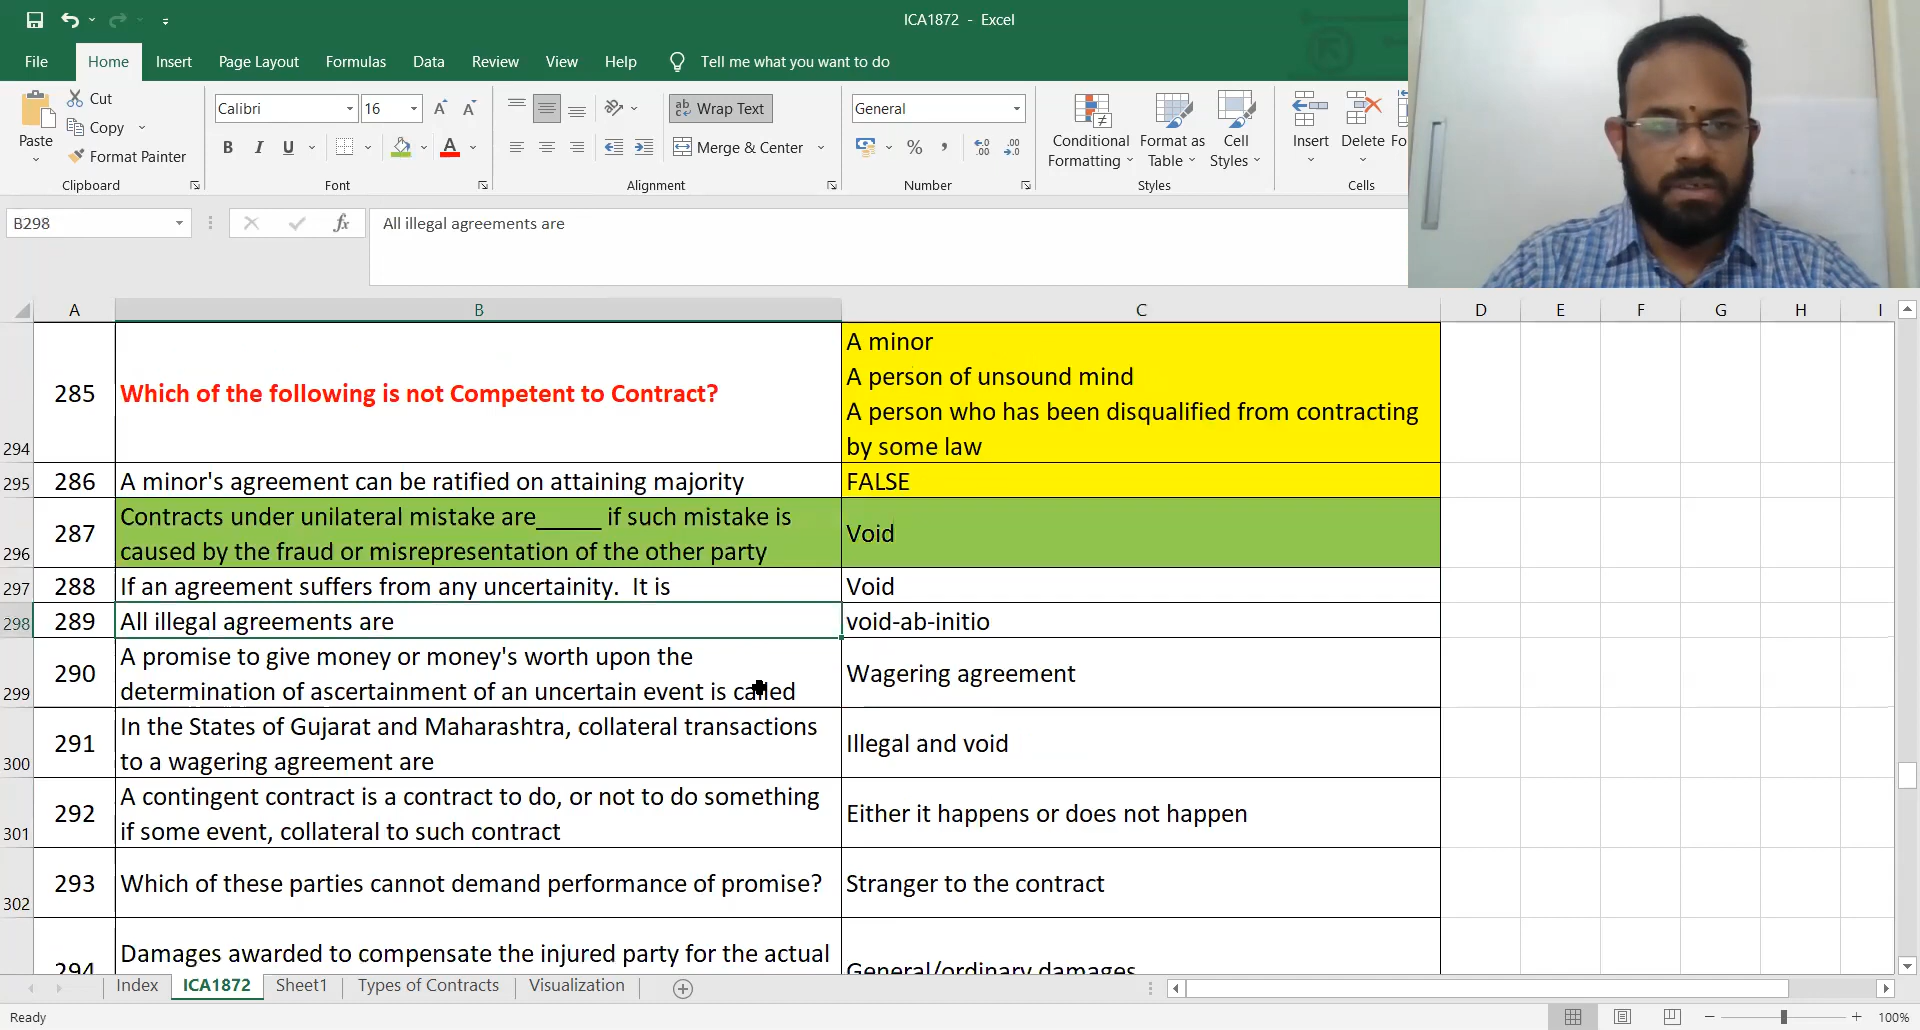 ICA1872 - Excel
File Home Insert Page Layout Formulas Data Review View Help Tell me what you want to do
Paste
Cut
Copy
Format Painter
Clipboard
Calibri 16
B I U
Font
Wrap Text
Merge & Center
Alignment
General
Number
Conditional Formatting
Format as Table
Cell Styles
Styles
Insert Delete Fo
Cells
B298 fx All illegal agreements are
A B C D E F G H I
294 285 Which of the following is not Competent to Contract?
A minor
A person of unsound mind
A person who has been disqualified from contracting
by some law
295 286 A minor's agreement can be ratified on attaining majority FALSE
296 287 Contracts under unilateral mistake are_____ if such mistake is
caused by the fraud or misrepresentation of the other party
Void
297 288 If an agreement suffers from any uncertainity.  It is Void
298 289 All illegal agreements are void-ab-initio
299 290 A promise to give money or money's worth upon the
determination of ascertainment of an uncertain event is called
Wagering agreement
300 291 In the States of Gujarat and Maharashtra, collateral transactions
to a wagering agreement are
Illegal and void
301 292 A contingent contract is a contract to do, or not to do something
if some event, collateral to such contract
Either it happens or does not happen
302 293 Which of these parties cannot demand performance of promise? Stranger to the contract
294 Damages awarded to compensate the injured party for the actual
General/ordinary damages
Index ICA1872 Sheet1 Types of Contracts Visualization
Ready 100%